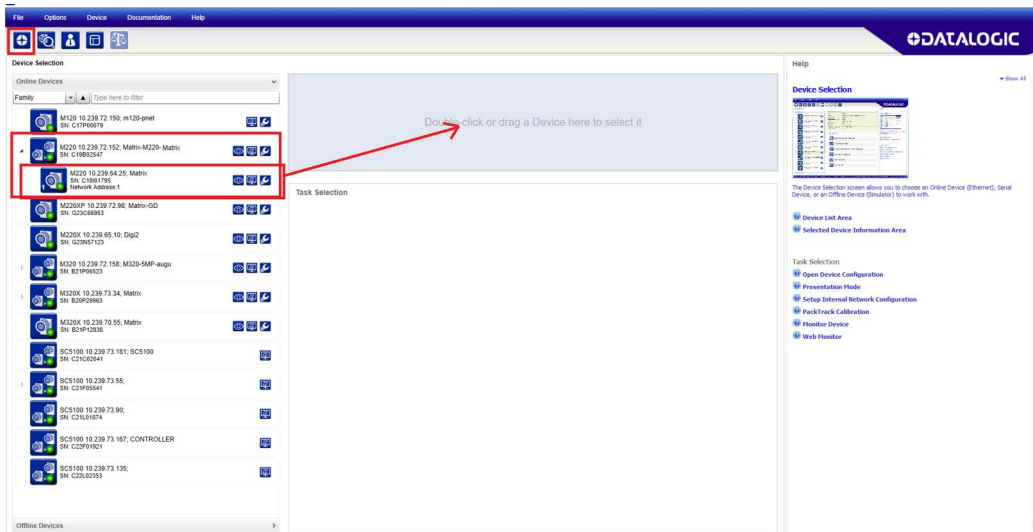 File Options Device Documentation Help
DATALOGIC
Device Selection
Online Devices
Family Type here to filter
M120 10.239.72.150; m120-pnet
SN: C17P00079
M220 10.239.72.152; Matrix-M220- Matrix
SN: C19B02547
M220 10.239.64.25; Matrix
SN: C18I01795
1 Network Address 1
M220XP 10.239.72.98; Matrix-GD
SN: G23C66953
M220X 10.239.65.10; Digi2
SN: G23N57123
M320 10.239.72.158; M320-5MP-augu
SN: B21P06523
M320X 10.239.73.34; Matrix
SN: B20P29963
M320X 10.239.70.55; Matrix
SN: B21P12838
SC5100 10.239.73.181; SC5100
SN: C21C02041
SC5100 10.239.73.55;
SN: C21F05541
SC5100 10.239.73.90;
SN: C21L01874
SC5100 10.239.73.167; CONTROLLER
SN: C22F01921
SC5100 10.239.73.135;
SN: C22L02353
Offline Devices
Double-click or drag a Device here to select it
Task Selection
Help
Show All
Device Selection
The Device Selection screen allows you to choose an Online Device (Ethernet), Serial
Device, or an Offline Device (Simulator) to work with.
Device List Area
Selected Device Information Area
Task Selection
Open Device Configuration
Presentation Mode
Setup Internal Network Configuration
PackTrack Calibration
Monitor Device
Web Monitor